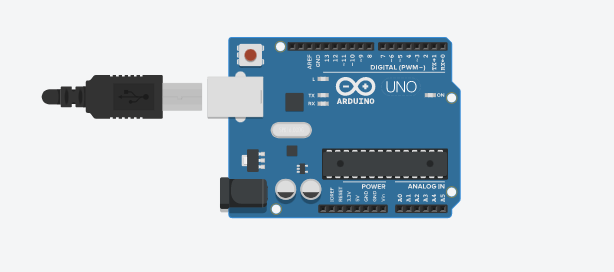 AREF
GND
13
12
~11
~10
~9
8
7
~6
~5
4
~3
2
TX→1
RX←0
DIGITAL (PWM~)
L
TX
RX
UNO
ARDUINO
ON
POWER
ANALOG IN
IOREF
RESET
3.3V
5V
GND
GND
Vin
A0
A1
A2
A3
A4
A5